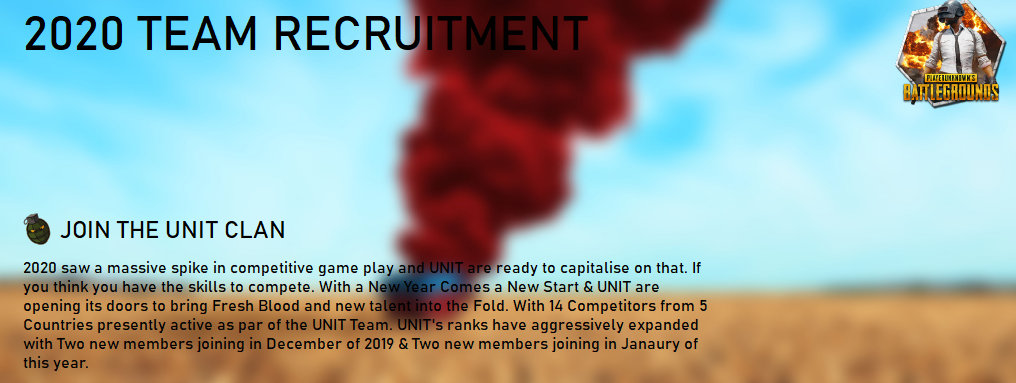 2020 TEAM RECRUITMENT
PLAYERUNKNOWN'S
BATTLEGROUNDS
JOIN THE UNIT CLAN
2020 saw a massive spike in competitive game play and UNIT are ready to capitalise on that. If
you think you have the skills to compete. With a New Year Comes a New Start & UNIT are
opening its doors to bring Fresh Blood and new talent into the Fold. With 14 Competitors from 5
Countries presently active as par of the UNIT Team. UNIT's ranks have aggressively expanded
with Two new members joining in December of 2019 & Two new members joining in Janaury of
this year.